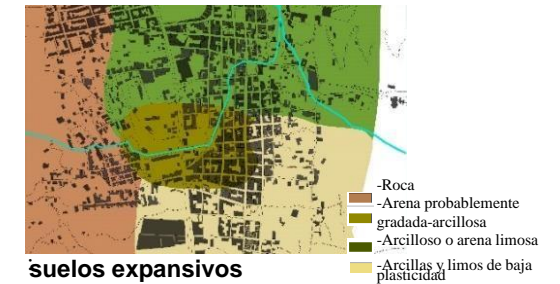 -Roca
-Arena probablemente
gradada-arcillosa
-Arcilloso o arena limosa
-Arcillas y limos de baja
plasticidad
suelos expansivos